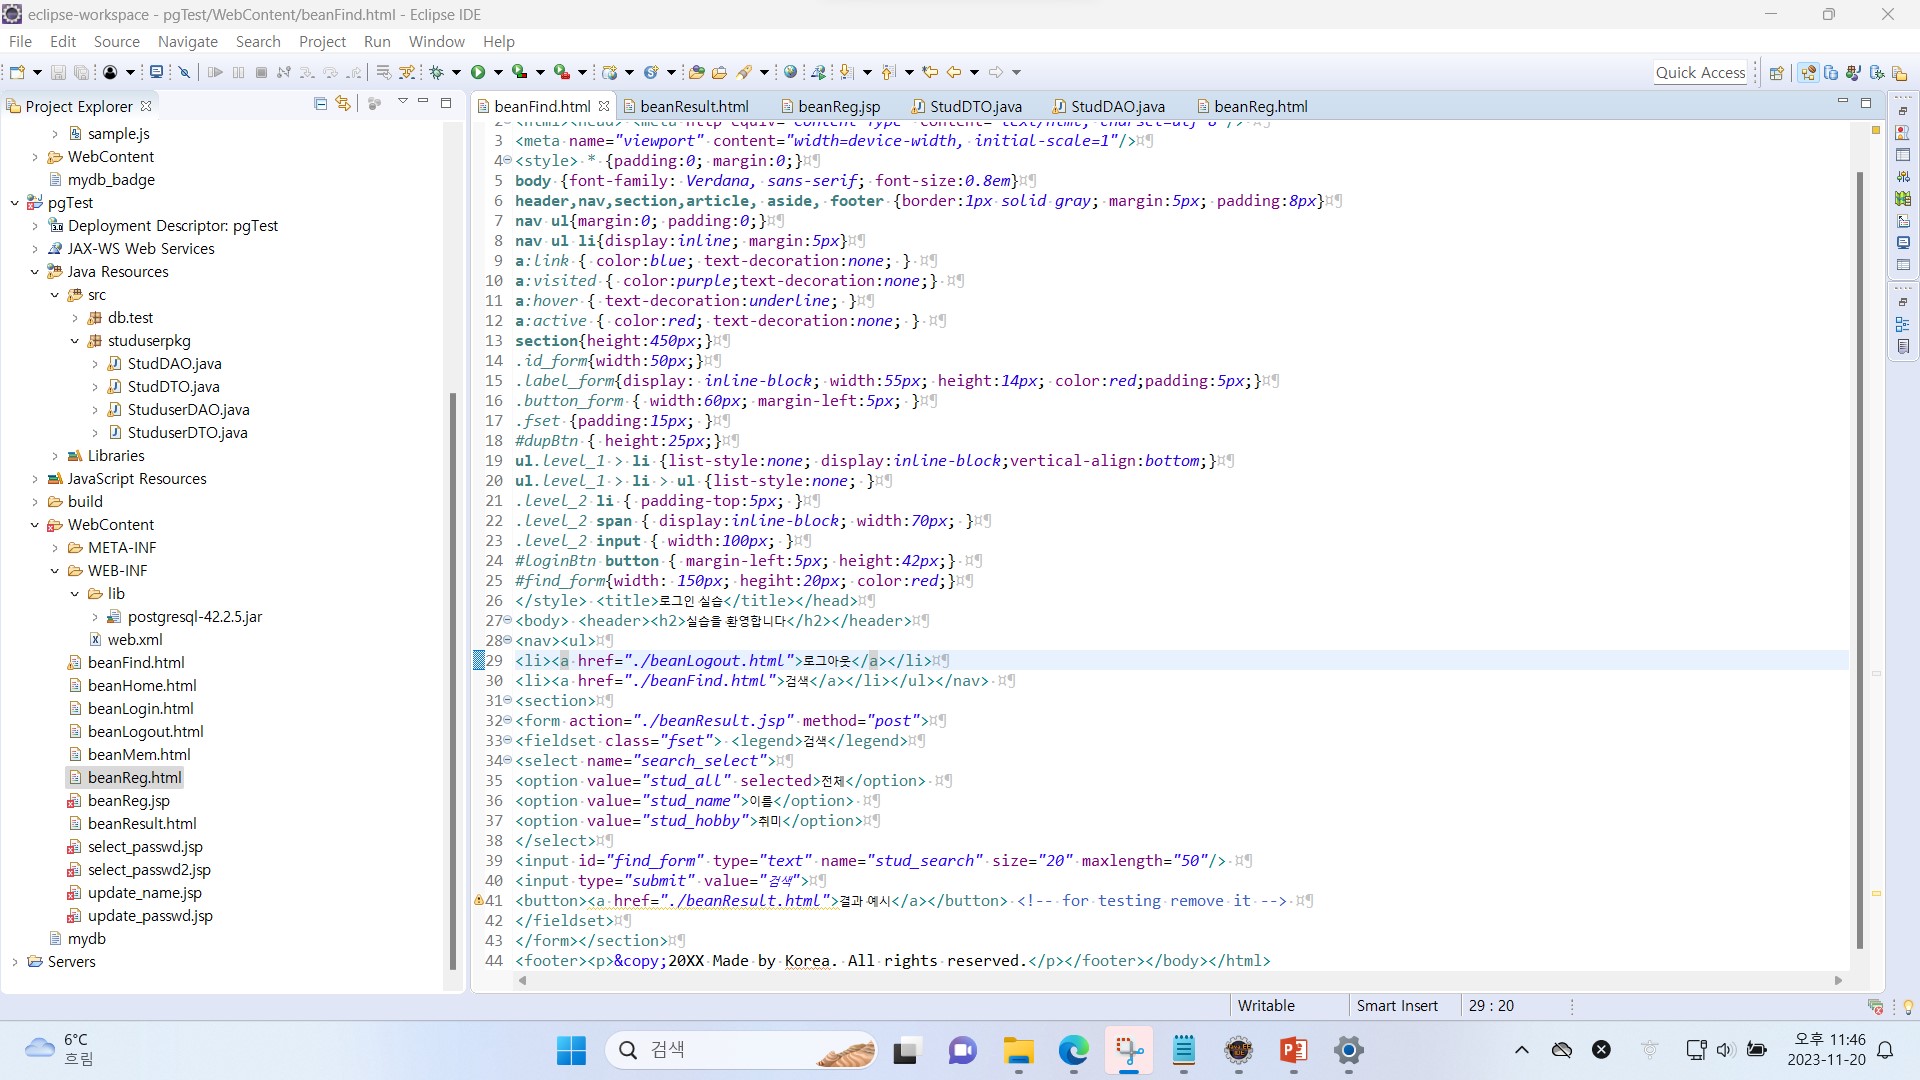 eclipse-workspace - pgTest/WebContent/beanFind.html - Eclipse IDE
File Edit Source Navigate Search Project Run Window Help
Quick Access
Project Explorer
beanFind.html beanResult.html beanReg.jsp StudDTO.java StudDAO.java beanReg.html
sample.js
WebContent
mydb_badge
pgTest
Deployment Descriptor: pgTest
JAX-WS Web Services
Java Resources
src
db.test
studuserpkg
StudDAO.java
StudDTO.java
StuduserDAO.java
StuduserDTO.java
Libraries
JavaScript Resources
build
WebContent
META-INF
WEB-INF
lib
postgresql-42.2.5.jar
web.xml
beanFind.html
beanHome.html
beanLogin.html
beanLogout.html
beanMem.html
beanReg.html
beanReg.jsp
beanResult.html
select_passwd.jsp
select_passwd2.jsp
update_name.jsp
update_passwd.jsp
mydb
Servers
2 <html><head> <meta http-equiv="Content-Type" content="text/html; charset=utf-8"/>
3 <meta name="viewport" content="width=device-width, initial-scale=1"/>
4 <style> * {padding:0; margin:0;}
5 body {font-family: Verdana, sans-serif; font-size:0.8em}
6 header,nav,section,article, aside, footer {border:1px solid gray; margin:5px; padding:8px}
7 nav ul{margin:0; padding:0;}
8 nav ul li{display:inline; margin:5px}
9 a:link { color:blue; text-decoration:none; }
10 a:visited { color:purple;text-decoration:none;}
11 a:hover { text-decoration:underline; }
12 a:active { color:red; text-decoration:none; }
13 section{height:450px;}
14 .id_form{width:50px;}
15 .label_form{display: inline-block; width:55px; height:14px; color:red;padding:5px;}
16 .button_form { width:60px; margin-left:5px; }
17 .fset {padding:15px; }
18 #dupBtn { height:25px;}
19 ul.level_1 > li {list-style:none; display:inline-block;vertical-align:bottom;}
20 ul.level_1 > li > ul {list-style:none; }
21 .level_2 li { padding-top:5px; }
22 .level_2 span { display:inline-block; width:70px; }
23 .level_2 input { width:100px; }
24 #loginBtn button { margin-left:5px; height:42px;}
25 #find_form{width: 150px; hegiht:20px; color:red;}
26 </style> <title>로그인 실습</title></head>
27 <body> <header><h2>실습을 환영합니다</h2></header>
28 <nav><ul>
29 <li><a href="./beanLogout.html">로그아웃</a></li>
30 <li><a href="./beanFind.html">검색</a></li></ul></nav>
31 <section>
32 <form action="./beanResult.jsp" method="post">
33 <fieldset class="fset"> <legend>검색</legend>
34 <select name="search_select">
35 <option value="stud_all" selected>전체</option>
36 <option value="stud_name">이름</option>
37 <option value="stud_hobby">취미</option>
38 </select>
39 <input id="find_form" type="text" name="stud_search" size="20" maxlength="50"/>
40 <input type="submit" value="검색">
41 <button><a href="./beanResult.html">결과 예시</a></button> <!-- for testing remove it -->
42 </fieldset>
43 </form></section>
44 <footer><p>&copy;20XX Made by Korea. All rights reserved.</p></footer></body></html>
Writable Smart Insert 29 : 20
6°C
흐림
검색
오후 11:46
2023-11-20